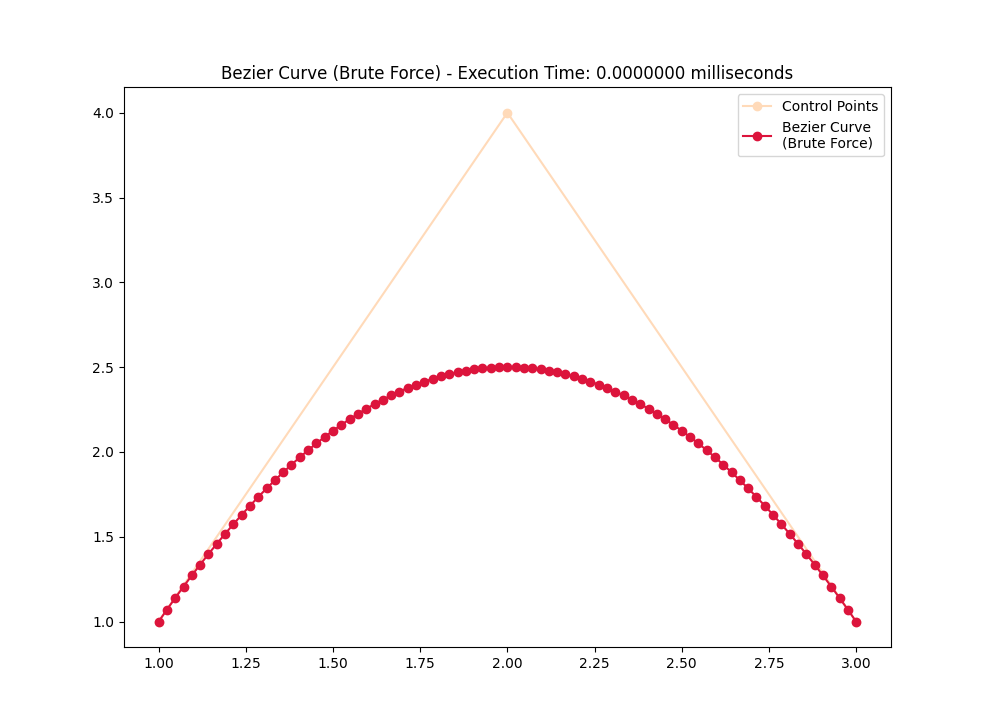 Bezier Curve (Brute Force) - Execution Time: 0.0000000 milliseconds
Control Points
Bezier Curve
(Brute Force)
4.0
3.5
3.0
2.5
2.0
1.5
1.0
1.00 1.25 1.50 1.75 2.00 2.25 2.50 2.75 3.00